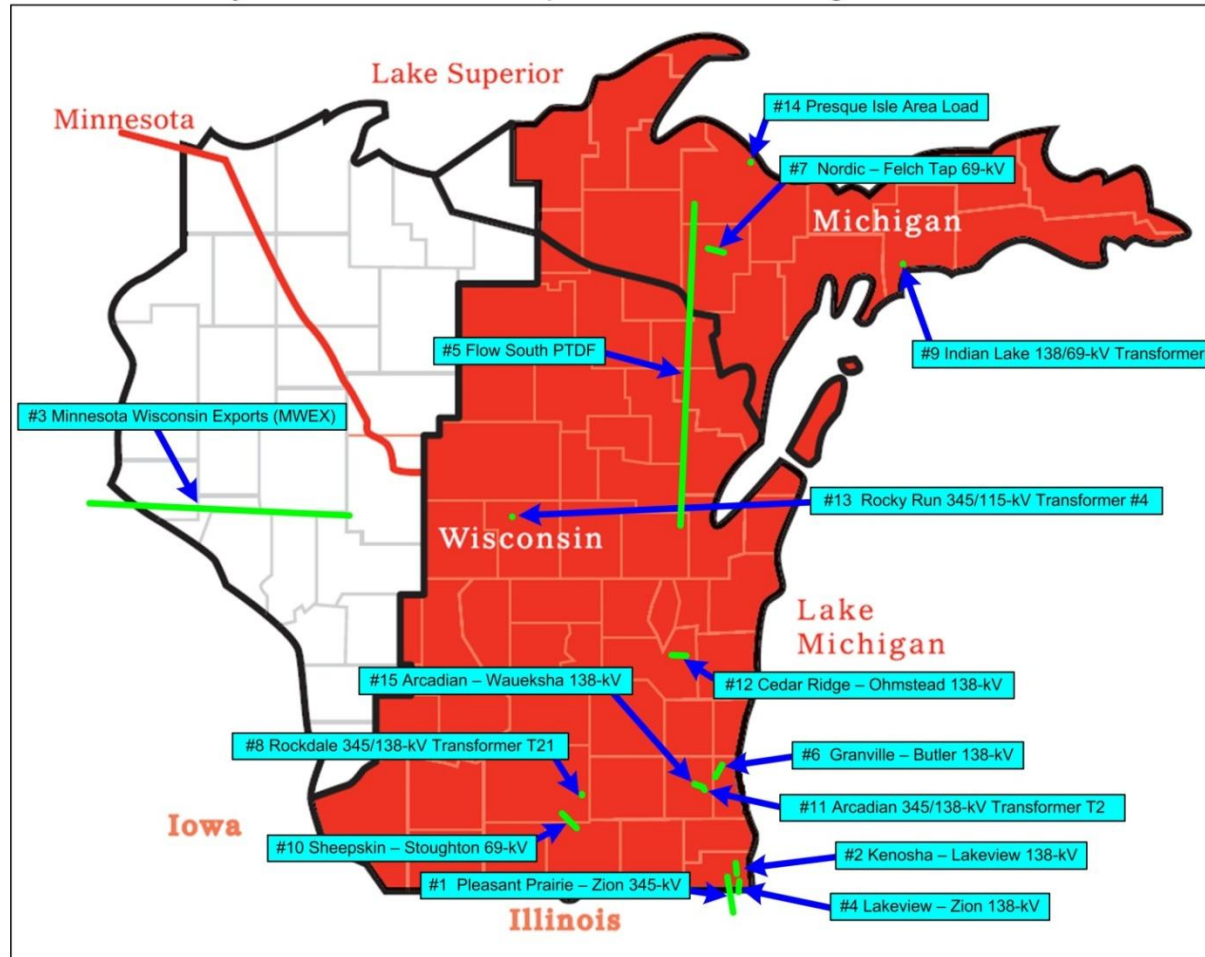 Lake Superior
Minnesota
#14 Presque Isle Area Load
#7 Nordic – Felch Tap 69-kV
Michigan
#5 Flow South PTDF
#9 Indian Lake 138/69-kV Transformer
#3 Minnesota Wisconsin Exports (MWEX)
#13 Rocky Run 345/115-kV Transformer #4
Wisconsin
Lake
Michigan
#15 Arcadian – Waueksha 138-kV
#12 Cedar Ridge – Ohmstead 138-kV
#8 Rockdale 345/138-kV Transformer T21
#6 Granville – Butler 138-kV
#11 Arcadian 345/138-kV Transformer T2
Iowa
#10 Sheepskin – Stoughton 69-kV
#2 Kenosha – Lakeview 138-kV
#1 Pleasant Prairie – Zion 345-kV
#4 Lakeview – Zion 138-kV
Illinois